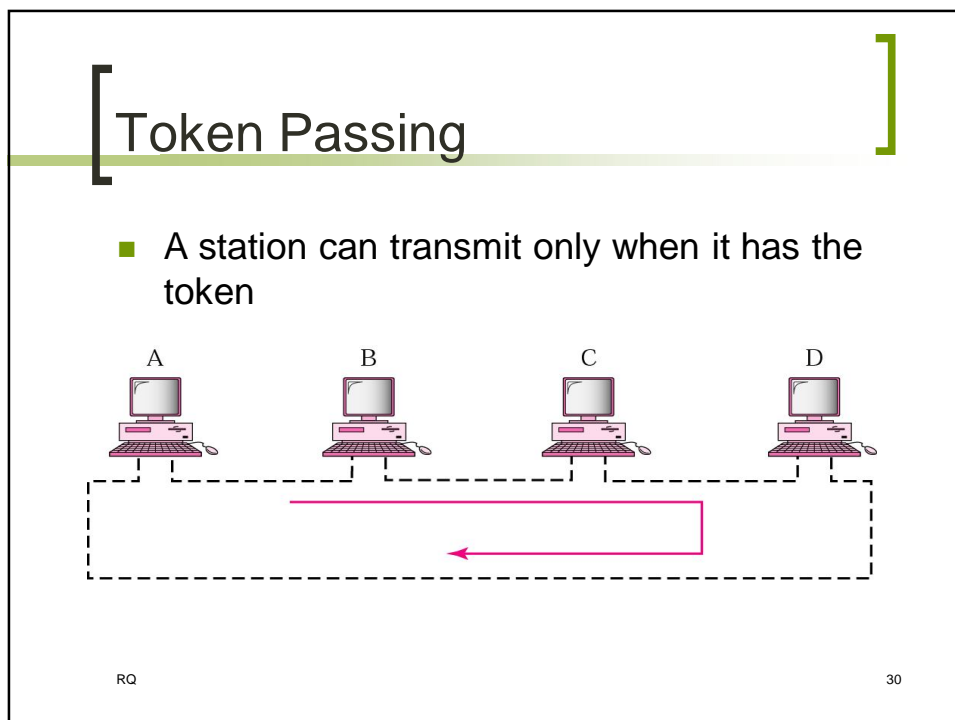 Token Passing
A station can transmit only when it has the
token
A B C D
RQ 30